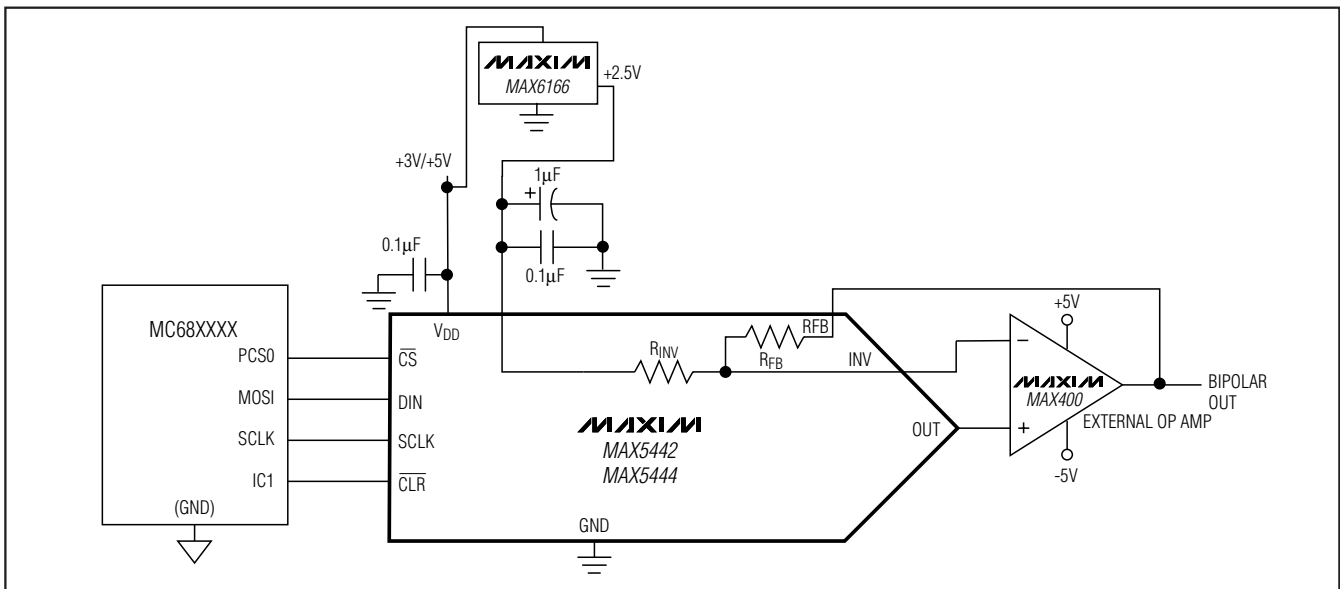 MAXIM
MAX6166
+2.5V
+3V/+5V
1µF
+
0.1µF
0.1µF
MC68XXXX
PCS0
MOSI
SCLK
IC1
(GND)
VDD
CS
DIN
SCLK
CLR
RINV
RFB
RFB
INV
MAXIM
MAX5442
MAX5444
OUT
GND
+5V
−
MAXIM
MAX400
EXTERNAL OP AMP
+
-5V
BIPOLAR
OUT